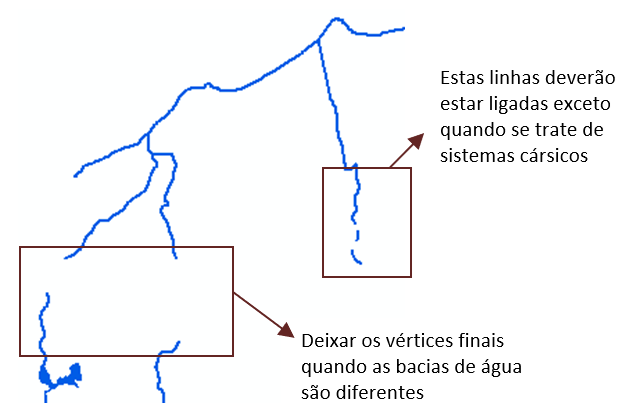 Estas linhas deverão
estar ligadas exceto
quando se trate de
sistemas cársicos
Deixar os vértices finais
quando as bacias de água
são diferentes